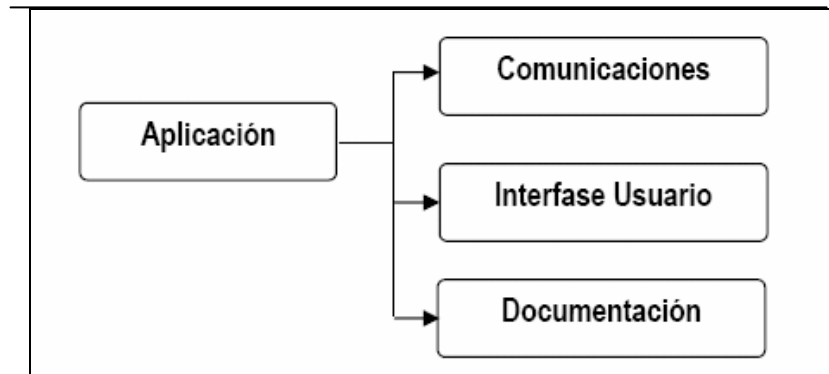 Comunicaciones
Aplicación
Interfase Usuario
Documentación